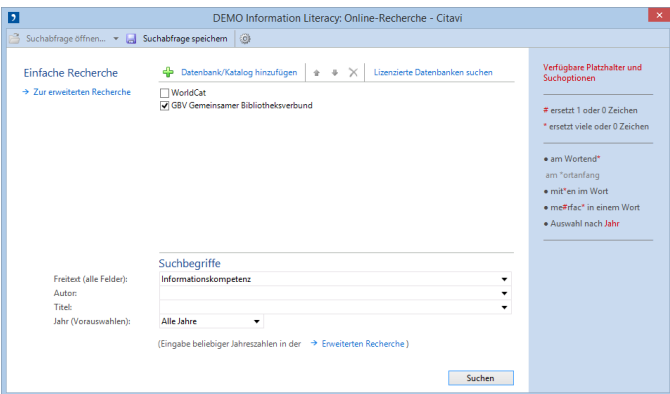 DEMO Information Literacy: Online-Recherche - Citavi
Suchabfrage öffnen... Suchabfrage speichern
Einfache Recherche
→ Zur erweiterten Recherche
Datenbank/Katalog hinzufügen Lizenzierte Datenbanken suchen
WorldCat
GBV Gemeinsamer Bibliotheksverbund
Suchbegriffe
Freitext (alle Felder): Informationskompetenz
Autor:
Titel:
Jahr (Vorauswahlen): Alle Jahre
(Eingabe beliebiger Jahreszahlen in der → Erweiterten Recherche)
Suchen
Verfügbare Platzhalter und
Suchoptionen
# ersetzt 1 oder 0 Zeichen
* ersetzt viele oder 0 Zeichen
● am Wortend*
am *ortanfang
● mit*en im Wort
● me#rfac* in einem Wort
● Auswahl nach Jahr